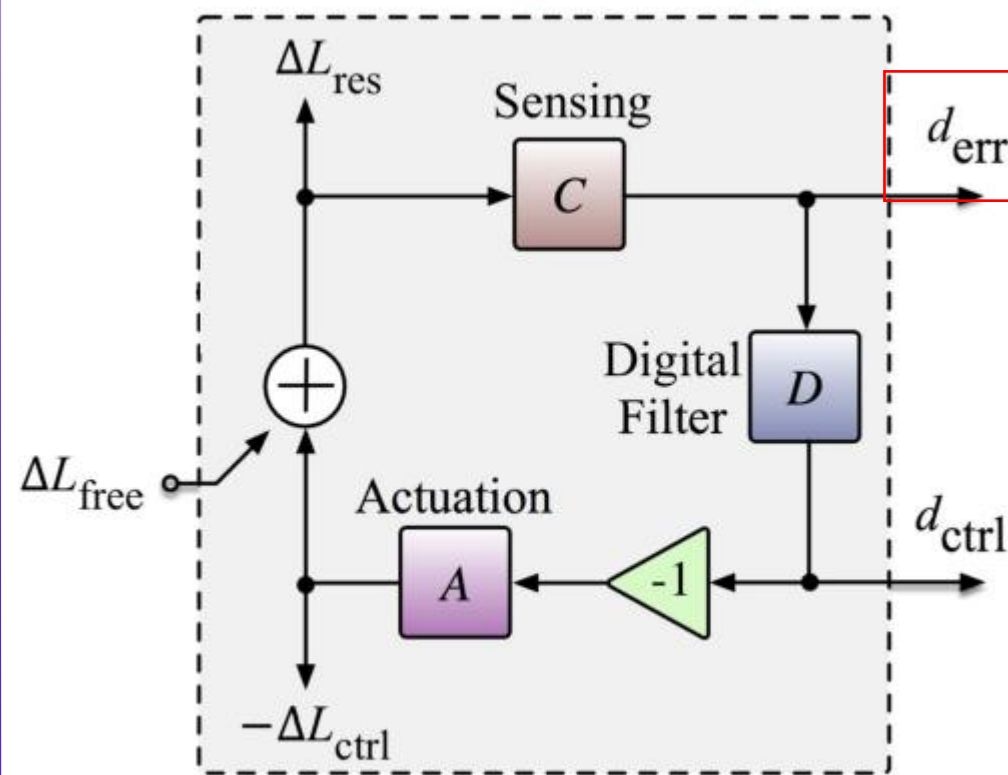 ΔL_res
Sensing
C
d_err
Digital
Filter
D
ΔL_free
Actuation
A
-1
d_ctrl
−ΔL_ctrl